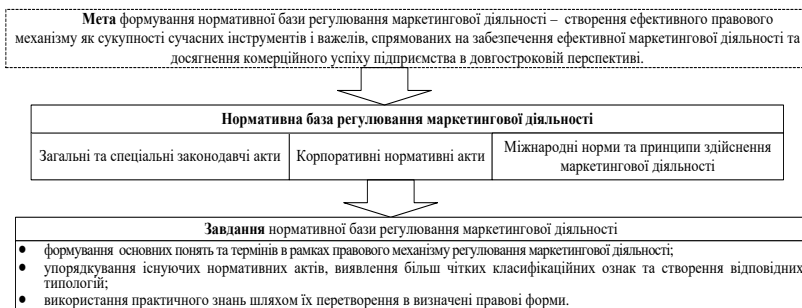 Мета формування нормативної бази регулювання маркетингової діяльності – створення ефективного правового
механізму як сукупності сучасних інструментів і важелів, спрямованих на забезпечення ефективної маркетингової діяльності та
досягнення комерційного успіху підприємства в довгостроковій перспективі.
Нормативна база регулювання маркетингової діяльності
Загальні та спеціальні законодавчі акти
Корпоративні нормативні акти
Міжнародні норми та принципи здійснення
маркетингової діяльності
Завдання нормативної бази регулювання маркетингової діяльності
● формування основних понять та термінів в рамках правового механізму регулювання маркетингової діяльності;
● упорядкування існуючих нормативних актів, виявлення більш чітких класифікаційних ознак та створення відповідних
типологій;
● використання практичного знань шляхом їх перетворення в визначені правові форми.